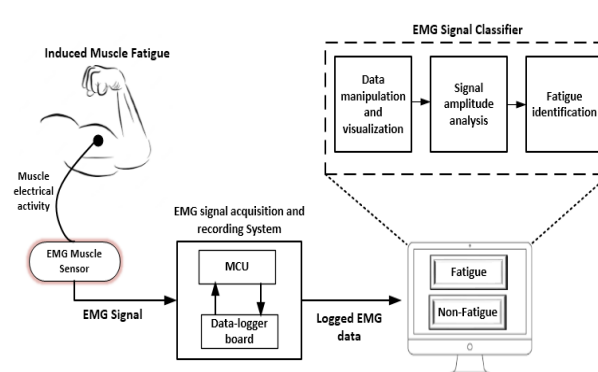 EMG Signal Classifier
Induced Muscle Fatigue
Data
manipulation
and
visualization
Signal
amplitude
analysis
Fatigue
identification
Muscle
electrical
activity
EMG signal acquisition and
recording System
EMG Muscle
Sensor
MCU
Data-logger
board
EMG Signal
Logged EMG
data
Fatigue
Non-Fatigue